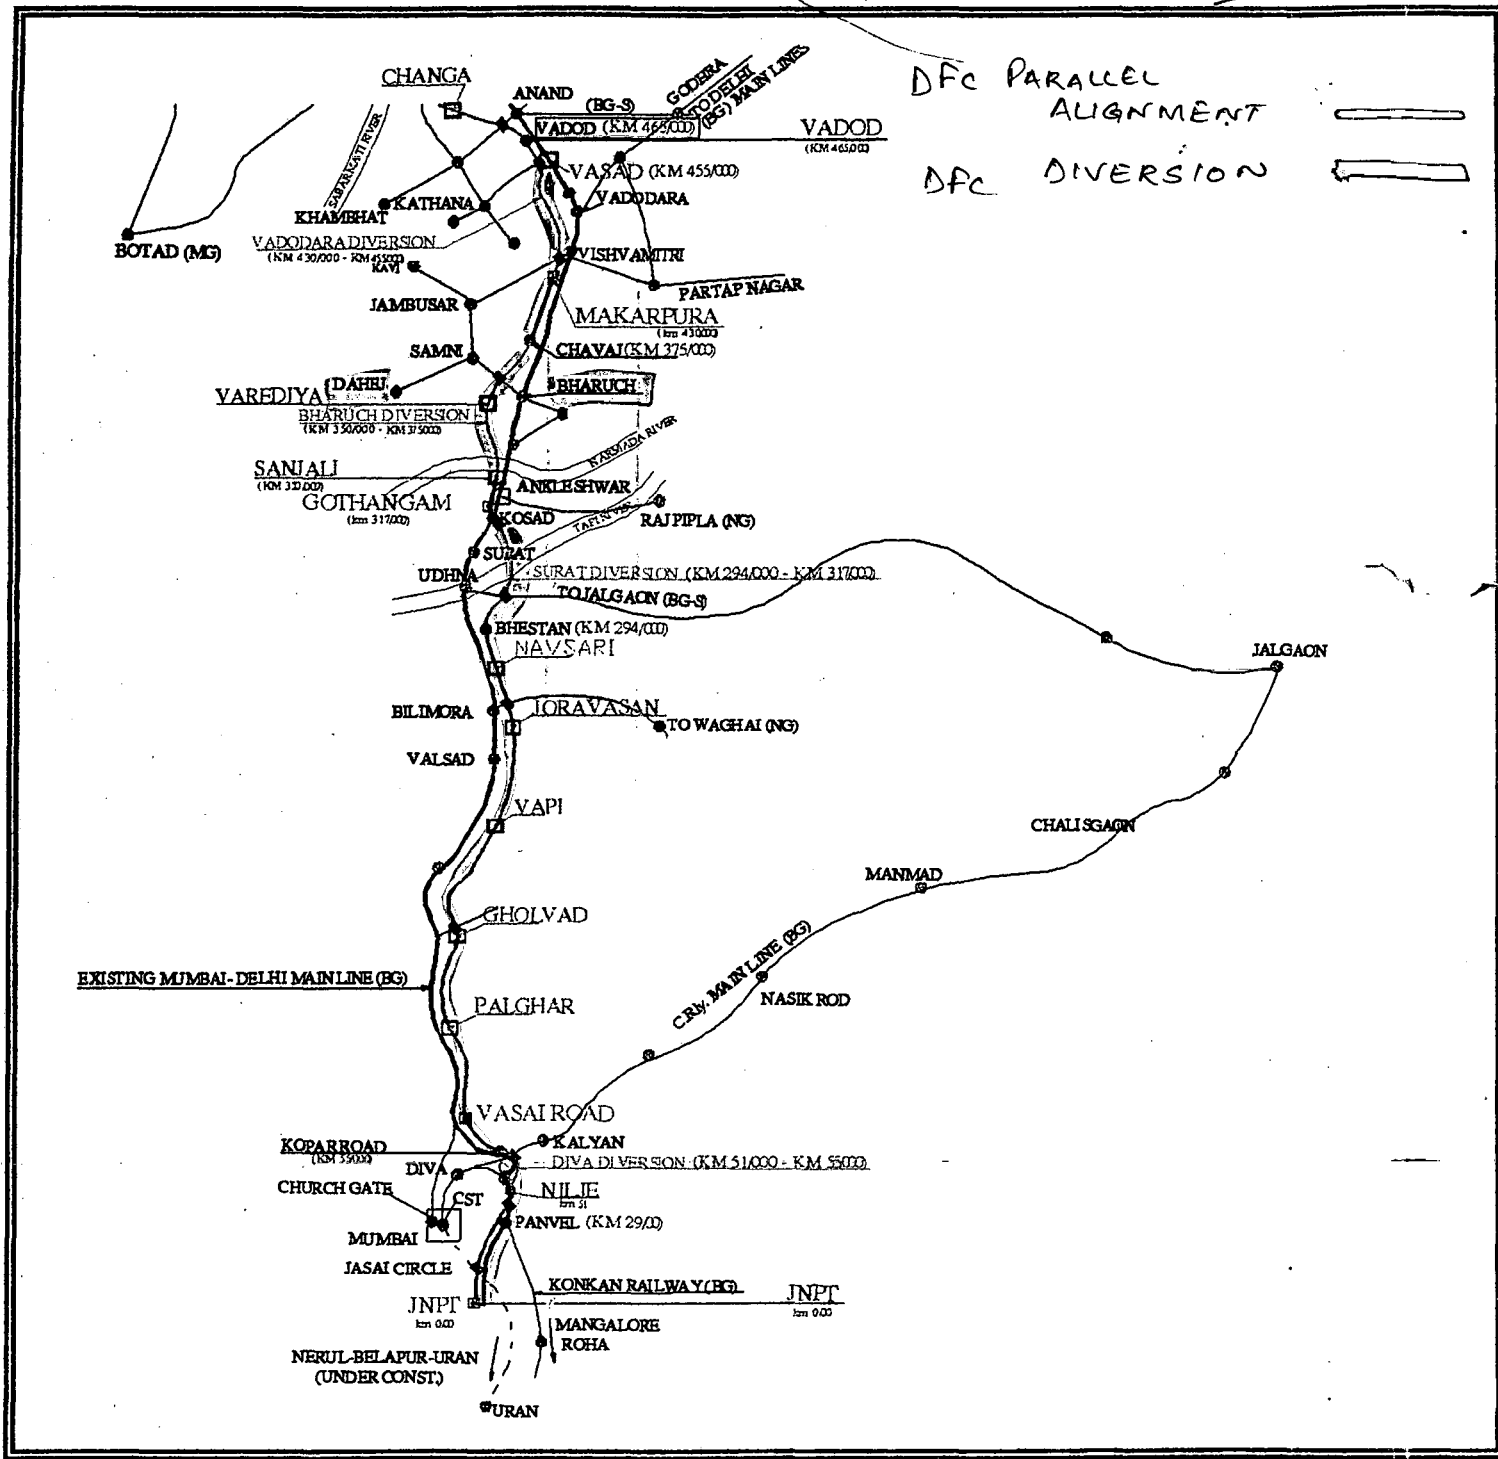 DFC PARALLEL
ALIGNMENT
DFC DIVERSION
CHANGA
ANAND
(BG-S)
GODHRA
TO DELHI
(BG) MAIN LINES
VADOD (KM 465/000)
VADOD
(KM 465/000)
SABARMATI RIVER
VASAD (KM 455/000)
KHAMBHAT
KATHANA
VADODARA
BOTAD (MG)
VADODARA DIVERSION
(KM 430/000 - KM 455/000)
VISHVAMITRI
KAVI
PARTAP NAGAR
JAMBUSAR
MAKARPURA
(km 430/000)
SAMNI
CHAVAJ (KM 375/000)
DAHEJ
BHARUCH
VAREDIYA
BHARUCH DIVERSION
(KM 330/000 - KM 375/000)
NARMADA RIVER
SANJALI
ANKLESHWAR
GOTHANGAM
(km 317/000)
KOSAD
TAPI RIVER
RAJ PIPLA (NG)
SURAT
UDHNA
SURAT DIVERSION (KM 294/000 - KM 317/000)
TO JALGAON (BG-S)
BHESTAN (KM 294/000)
NAVSARI
JALGAON
BILIMORA
JORAVASAN
TO WAGHAI (NG)
VALSAD
VAPI
CHALISGAON
MANMAD
GHOLVAD
C.Rly. MAIN LINE (BG)
EXISTING MUMBAI - DELHI MAIN LINE (BG)
NASIK ROD
PALGHAR
VASAI ROAD
KOPAR ROAD
KALYAN
DIVA
DIVA DIVERSION (KM 51/000 - KM 55/000)
CHURCH GATE
CST
NILJE
km 51
PANVEL (KM 29/00)
MUMBAI
JASAI CIRCLE
KONKAN RAILWAY (BG)
JNPT
km 0.00
JNPT
km 0.00
MANGALORE
ROHA
NERUL-BELAPUR-URAN
(UNDER CONST.)
URAN